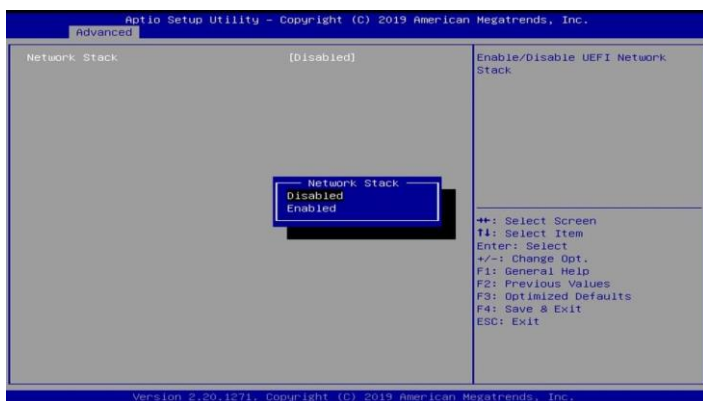 Aptio Setup Utility – Copyright (C) 2019 American Megatrends, Inc.
Advanced
Network Stack [Disabled]
Enable/Disable UEFI Network
Stack
Network Stack
Disabled
Enabled
→←: Select Screen
↑↓: Select Item
Enter: Select
+/-: Change Opt.
F1: General Help
F2: Previous Values
F3: Optimized Defaults
F4: Save & Exit
ESC: Exit
Version 2.20.1271. Copyright (C) 2019 American Megatrends, Inc.